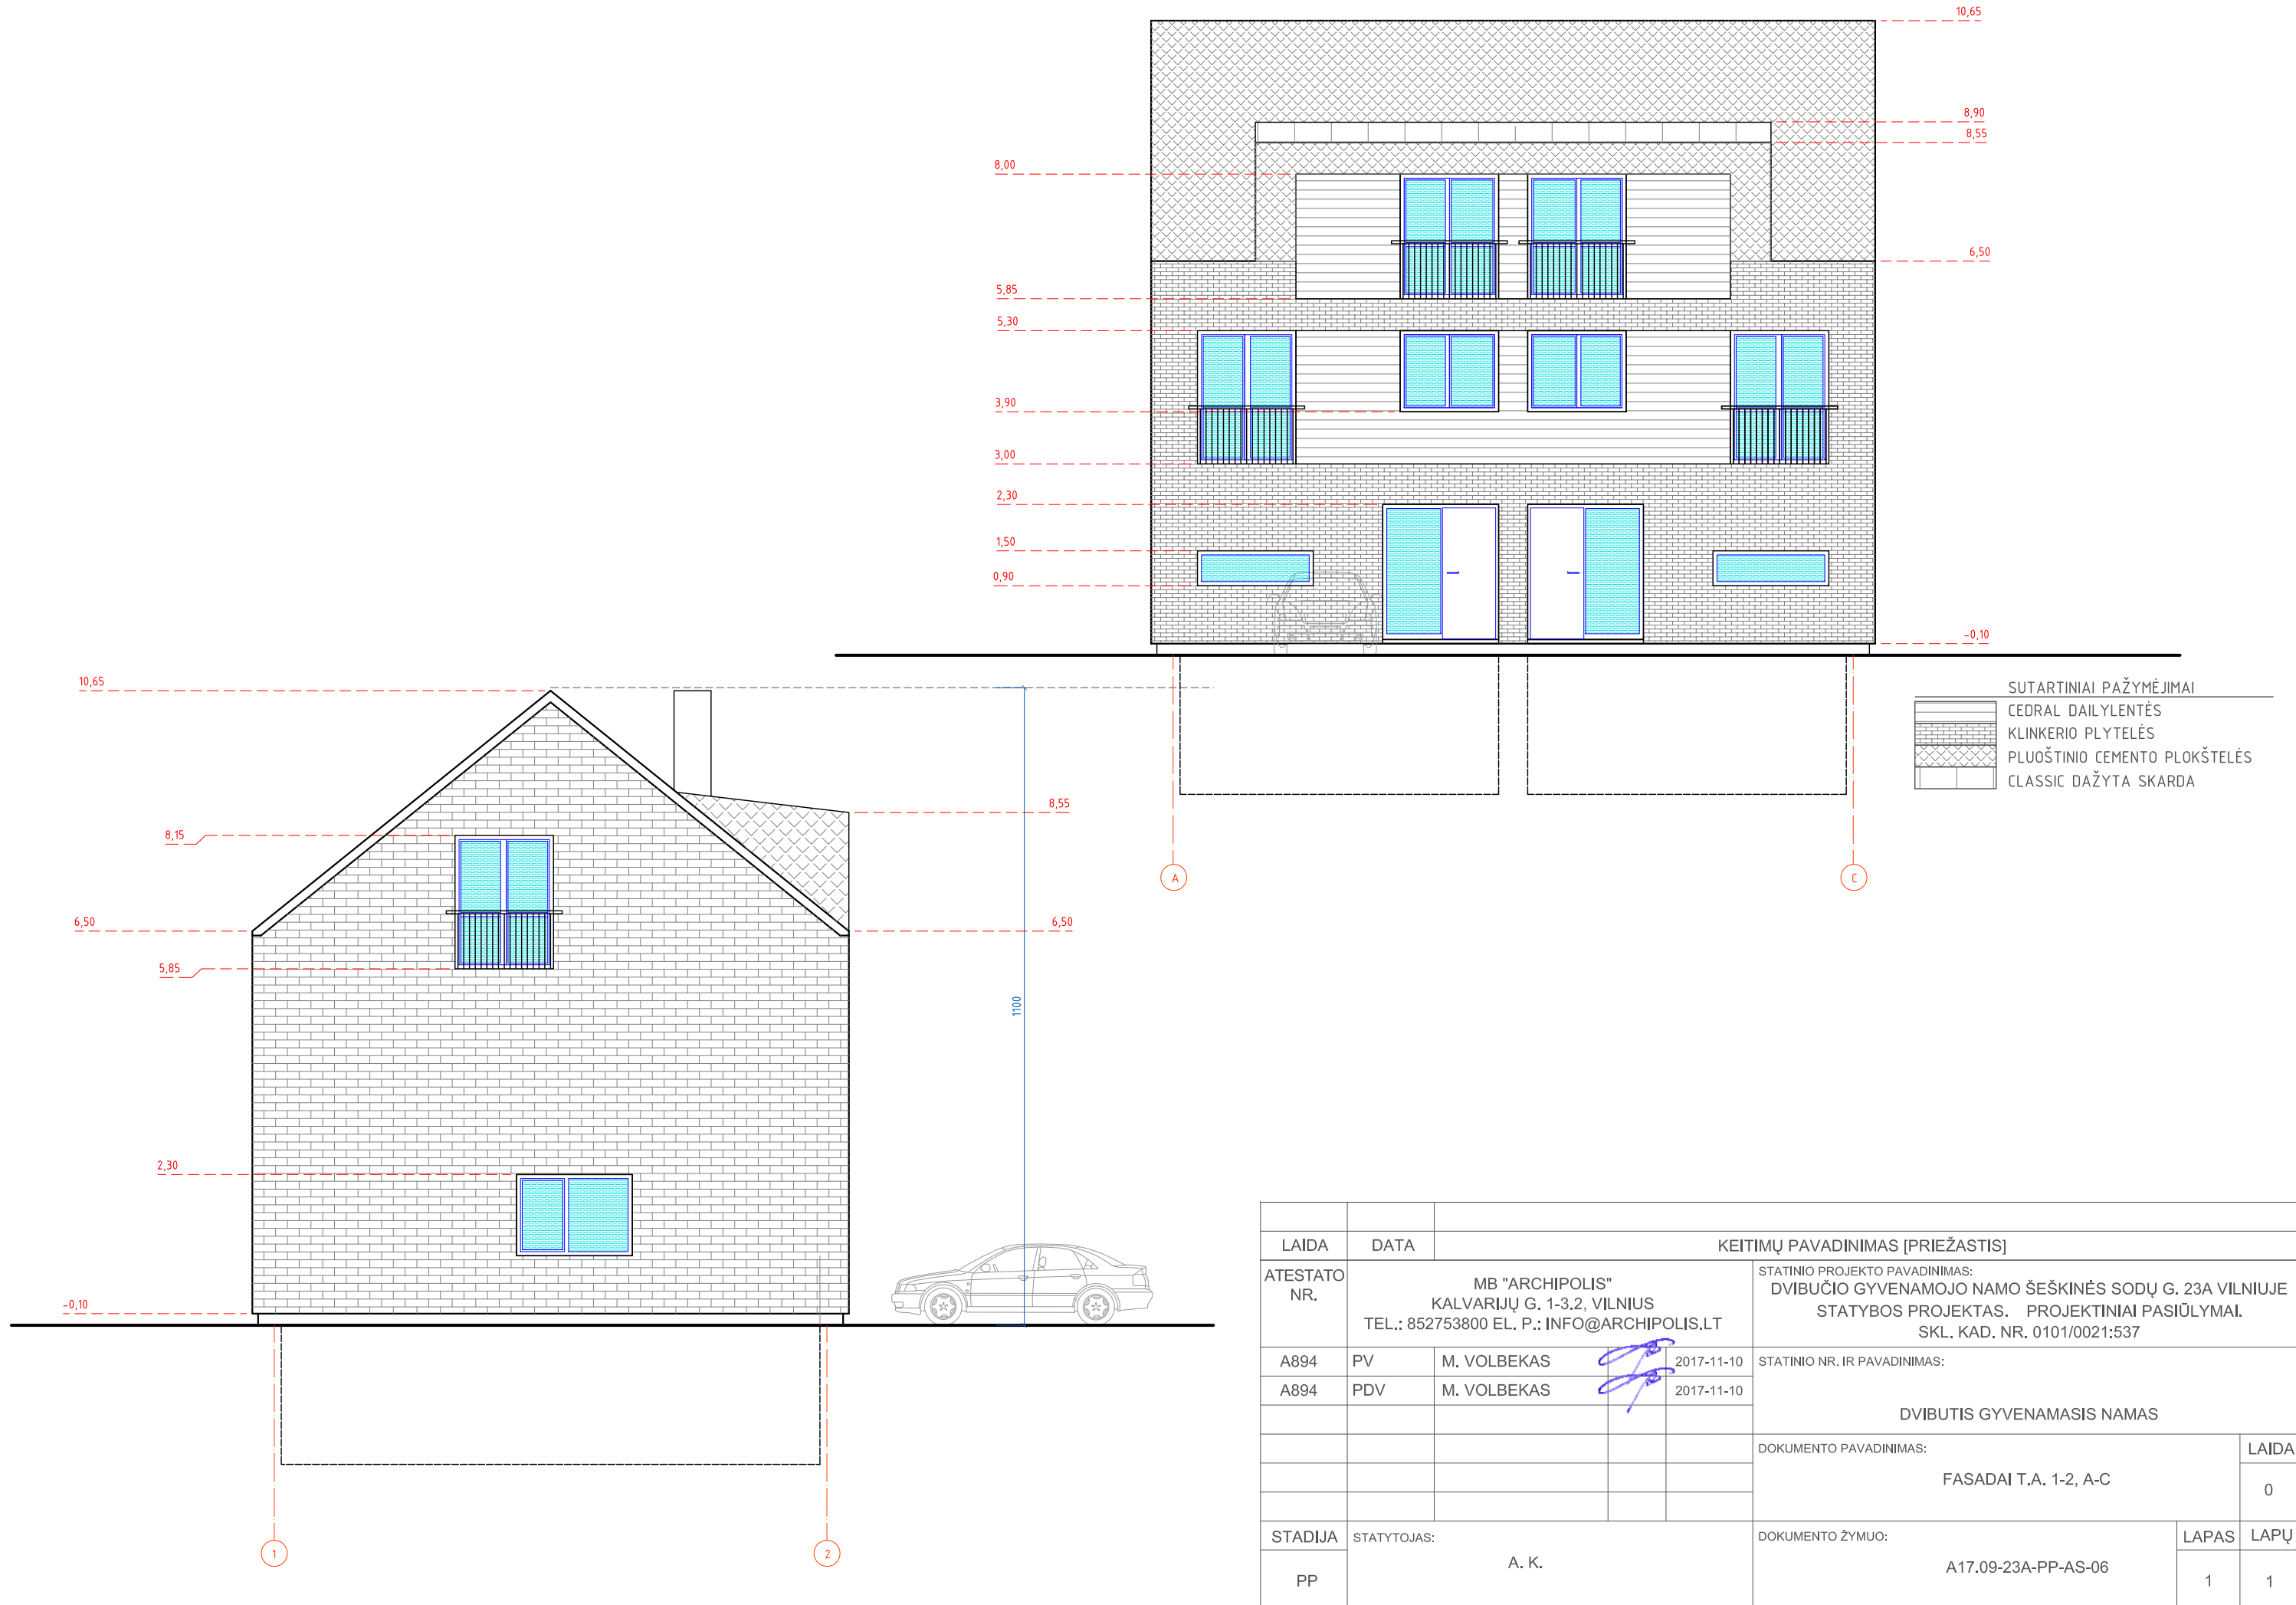 10,65
8,90
8,55
8,00
6,50
5,85
5,30
3,90
3,00
2,30
1,50
0,90
-0,10
A
C
SUTARTINIAI PAŽYMĖJIMAI
CEDRAL DAILYLENTĖS
KLINKERIO PLYTELĖS
PLUOŠTINIO CEMENTO PLOKŠTELĖS
CLASSIC DAŽYTA SKARDA
10,65
8,55
8,15
6,50
6,50
5,85
1100
2,30
-0,10
1
2
LAIDA DATA KEITIMŲ PAVADINIMAS [PRIEŽASTIS]
ATESTATO
NR.
MB "ARCHIPOLIS"
KALVARIJŲ G. 1-3.2, VILNIUS
TEL.: 852753800 EL. P.: INFO@ARCHIPOLIS.LT
STATINIO PROJEKTO PAVADINIMAS:
DVIBUČIO GYVENAMOJO NAMO ŠEŠKINĖS SODŲ G. 23A VILNIUJE
STATYBOS PROJEKTAS. PROJEKTINIAI PASIŪLYMAI.
SKL. KAD. NR. 0101/0021:537
A894 PV M. VOLBEKAS 2017-11-10
A894 PDV M. VOLBEKAS 2017-11-10
STATINIO NR. IR PAVADINIMAS:
DVIBUTIS GYVENAMASIS NAMAS
DOKUMENTO PAVADINIMAS:
FASADAI T.A. 1-2, A-C
LAIDA
0
STADIJA
PP
STATYTOJAS:
A. K.
DOKUMENTO ŽYMUO:
A17.09-23A-PP-AS-06
LAPAS LAPŲ
1 1